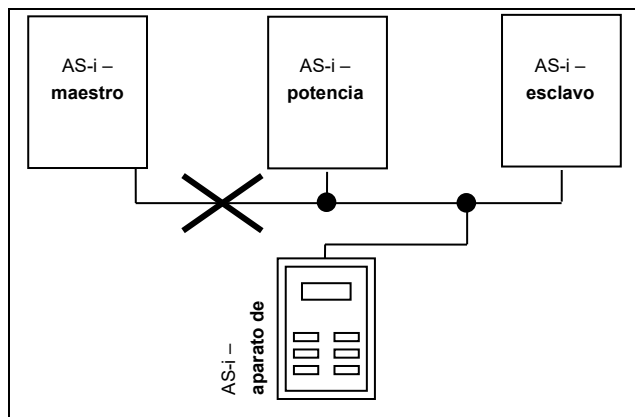 AS-i –
maestro
AS-i –
potencia
AS-i –
esclavo
AS-i –
aparato de